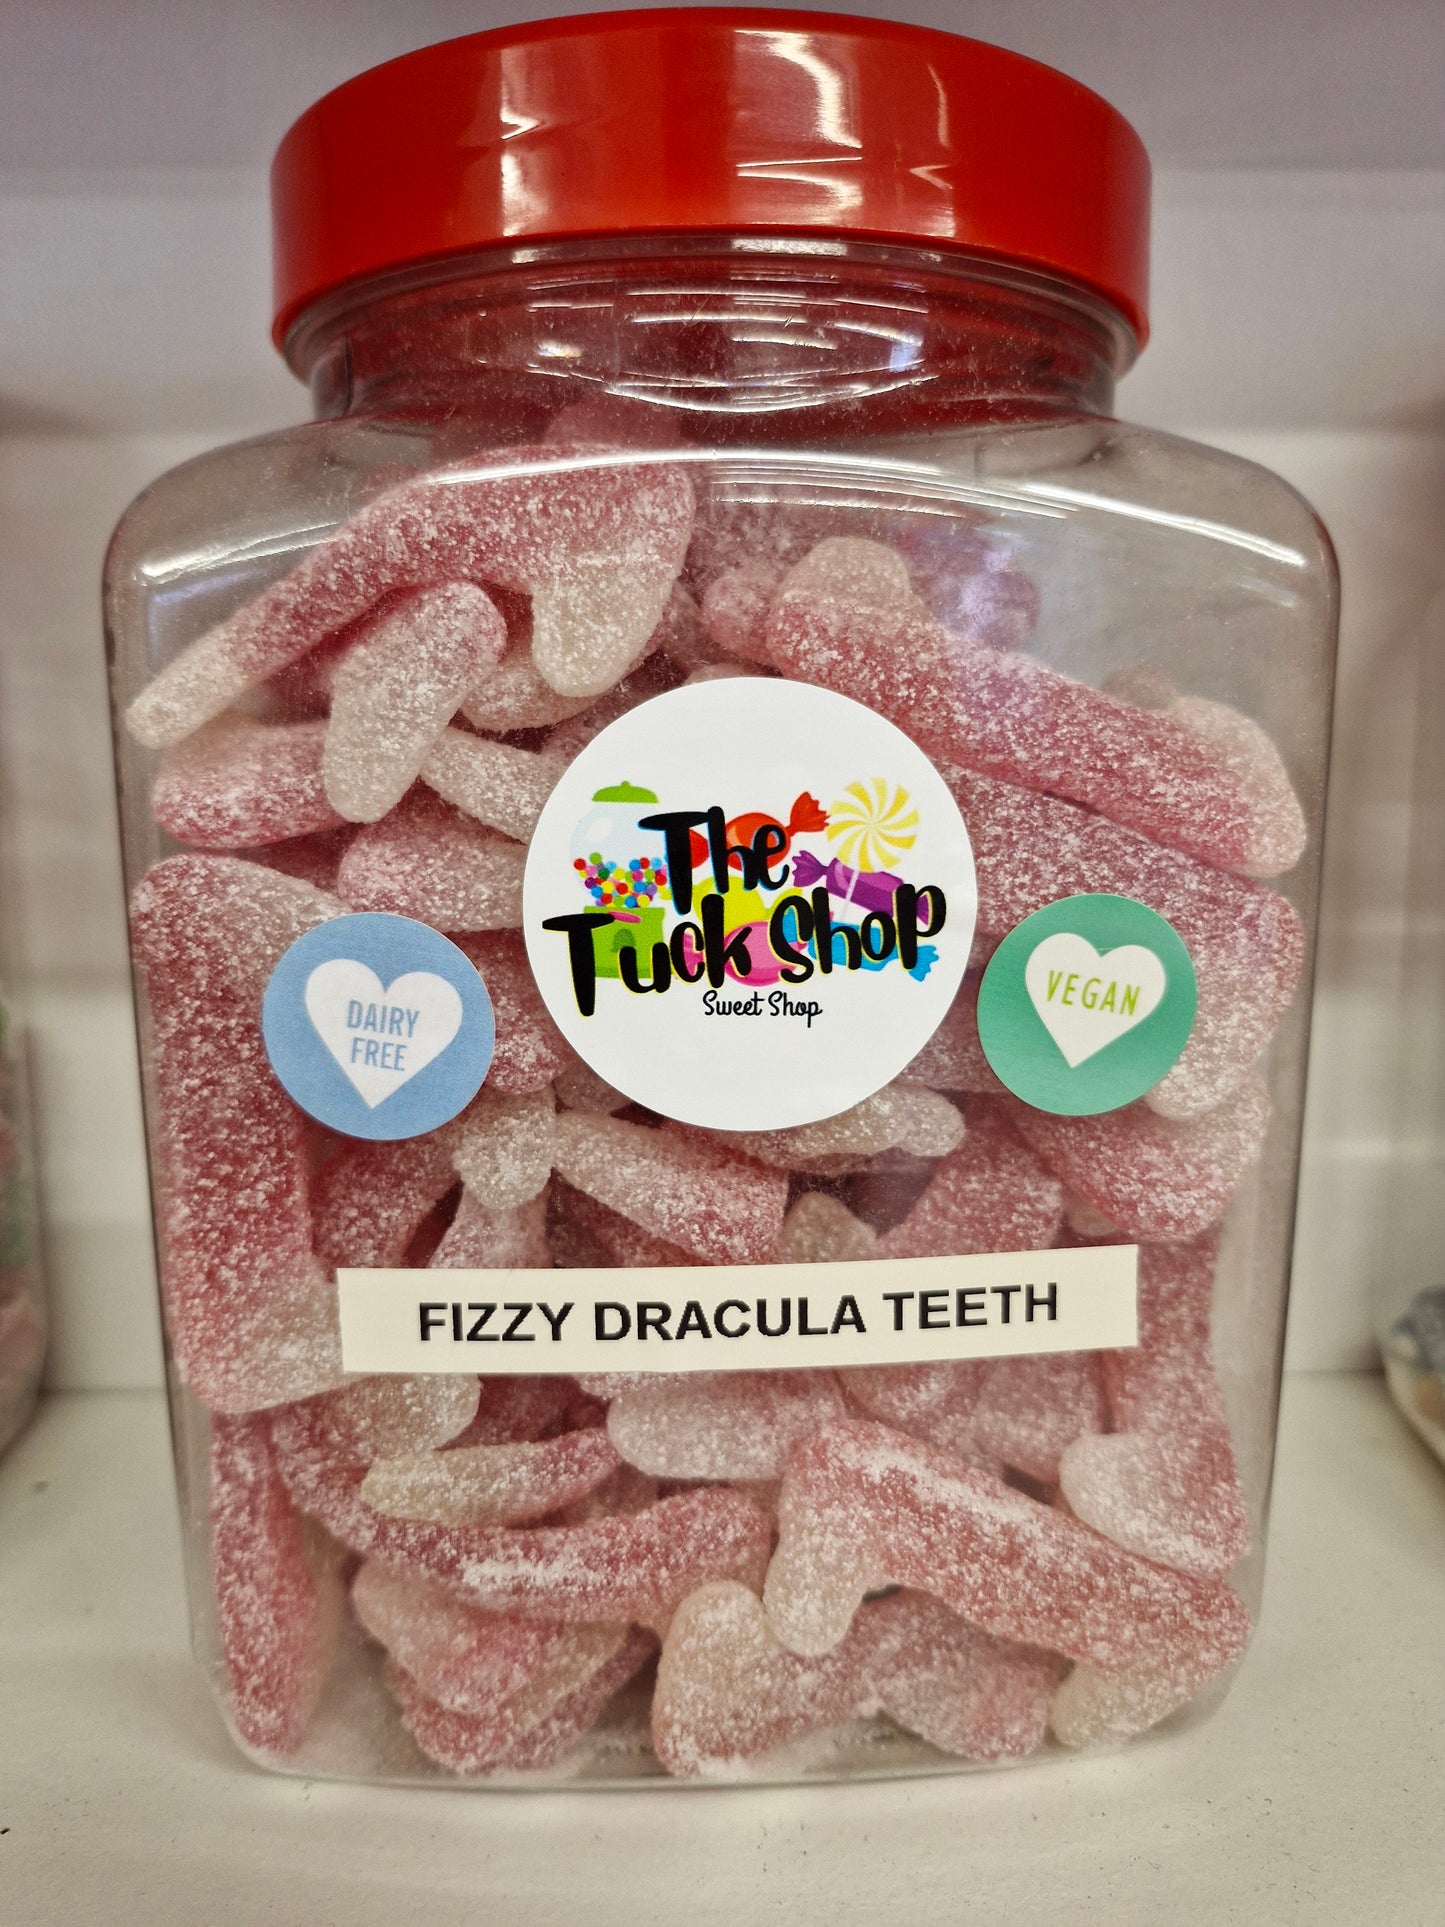 The
Tuck Shop
Sweet Shop
DAIRY
FREE
VEGAN
FIZZY DRACULA TEETH